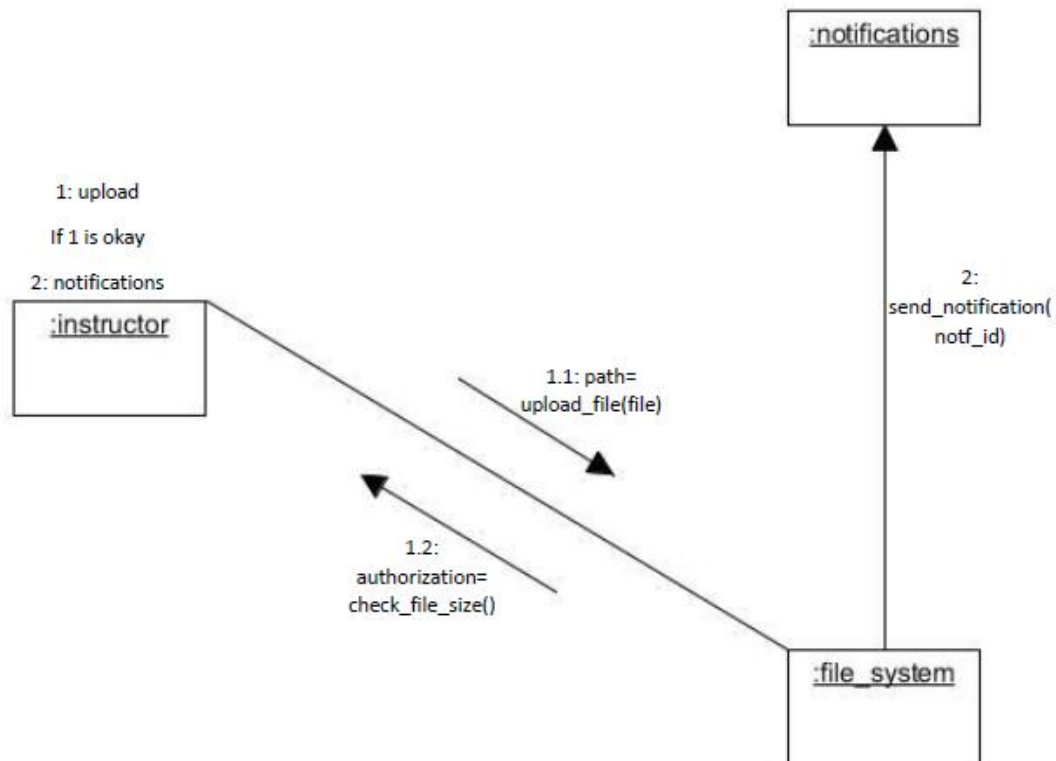 :notifications
1: upload
If 1 is okay
2: notifications
:instructor
2:
send_notification(
notf_id)
1.1: path=
upload_file(file)
1.2:
authorization=
check_file_size()
:file_system